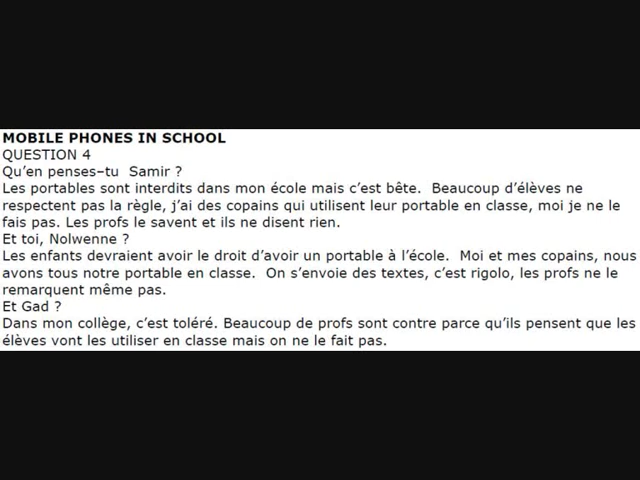 MOBILE PHONES IN SCHOOL
QUESTION 4
Qu'en penses–tu  Samir ?
Les portables sont interdits dans mon école mais c'est bête.  Beaucoup d'élèves ne
respectent pas la règle, j'ai des copains qui utilisent leur portable en classe, moi je ne le
fais pas. Les profs le savent et ils ne disent rien.
Et toi, Nolwenne ?
Les enfants devraient avoir le droit d'avoir un portable à l'école.  Moi et mes copains, nous
avons tous notre portable en classe.  On s'envoie des textes, c'est rigolo, les profs ne le
remarquent même pas.
Et Gad ?
Dans mon collège, c'est toléré. Beaucoup de profs sont contre parce qu'ils pensent que les
élèves vont les utiliser en classe mais on ne le fait pas.